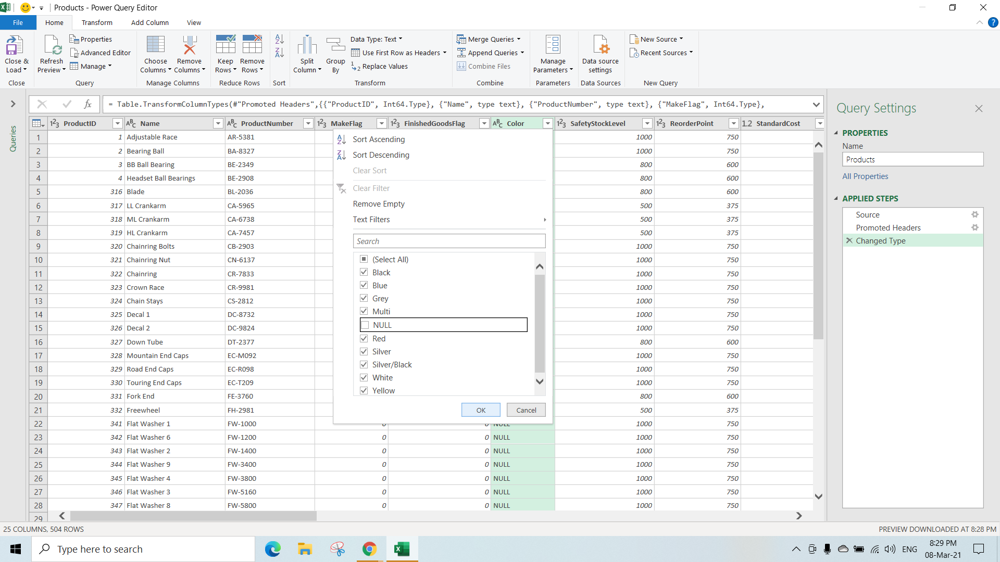 Products - Power Query Editor
File Home Transform Add Column View
Close & Load
Refresh Preview
Properties
Advanced Editor
Manage
Choose Columns
Remove Columns
Keep Rows
Remove Rows
Split Column
Group By
Data Type: Text
Use First Row as Headers
Replace Values
Merge Queries
Append Queries
Combine Files
Manage Parameters
Data source settings
New Source
Recent Sources
Close Query Manage Columns Reduce Rows Sort Transform Combine Parameters Data Sources New Query
= Table.TransformColumnTypes(#"Promoted Headers",{{"ProductID", Int64.Type}, {"Name", type text}, {"ProductNumber", type text}, {"MakeFlag", Int64.Type},
Queries
ProductID Name ProductNumber MakeFlag FinishedGoodsFlag Color SafetyStockLevel ReorderPoint 1.2 StandardCost
1 1 Adjustable Race AR-5381 1000 750
2 2 Bearing Ball BA-8327 1000 750
3 3 BB Ball Bearing BE-2349 800 600
4 4 Headset Ball Bearings BE-2908 800 600
5 316 Blade BL-2036 800 600
6 317 LL Crankarm CA-5965 500 375
7 318 ML Crankarm CA-6738 500 375
8 319 HL Crankarm CA-7457 500 375
9 320 Chainring Bolts CB-2903 1000 750
10 321 Chainring Nut CN-6137 1000 750
11 322 Chainring CR-7833 1000 750
12 323 Crown Race CR-9981 1000 750
13 324 Chain Stays CS-2812 1000 750
14 325 Decal 1 DC-8732 1000 750
15 326 Decal 2 DC-9824 1000 750
16 327 Down Tube DT-2377 800 600
17 328 Mountain End Caps EC-M092 1000 750
18 329 Road End Caps EC-R098 1000 750
19 330 Touring End Caps EC-T209 1000 750
20 331 Fork End FE-3760 800 600
21 332 Freewheel FH-2981 500 375
22 341 Flat Washer 1 FW-1000 0 0 NULL 1000 750
23 342 Flat Washer 6 FW-1200 0 0 NULL 1000 750
24 343 Flat Washer 2 FW-1400 0 0 NULL 1000 750
25 344 Flat Washer 9 FW-3400 0 0 NULL 1000 750
26 345 Flat Washer 4 FW-3800 0 0 NULL 1000 750
27 346 Flat Washer 3 FW-5160 0 0 NULL 1000 750
28 347 Flat Washer 8 FW-5800 0 0 NULL 1000 750
29
Sort Ascending
Sort Descending
Clear Sort
Clear Filter
Remove Empty
Text Filters
Search
(Select All)
Black
Blue
Grey
Multi
NULL
Red
Silver
Silver/Black
White
Yellow
OK Cancel
Query Settings
PROPERTIES
Name
Products
All Properties
APPLIED STEPS
Source
Promoted Headers
Changed Type
25 COLUMNS, 504 ROWS PREVIEW DOWNLOADED AT 8:28 PM
Type here to search
ENG
8:29 PM
08-Mar-21